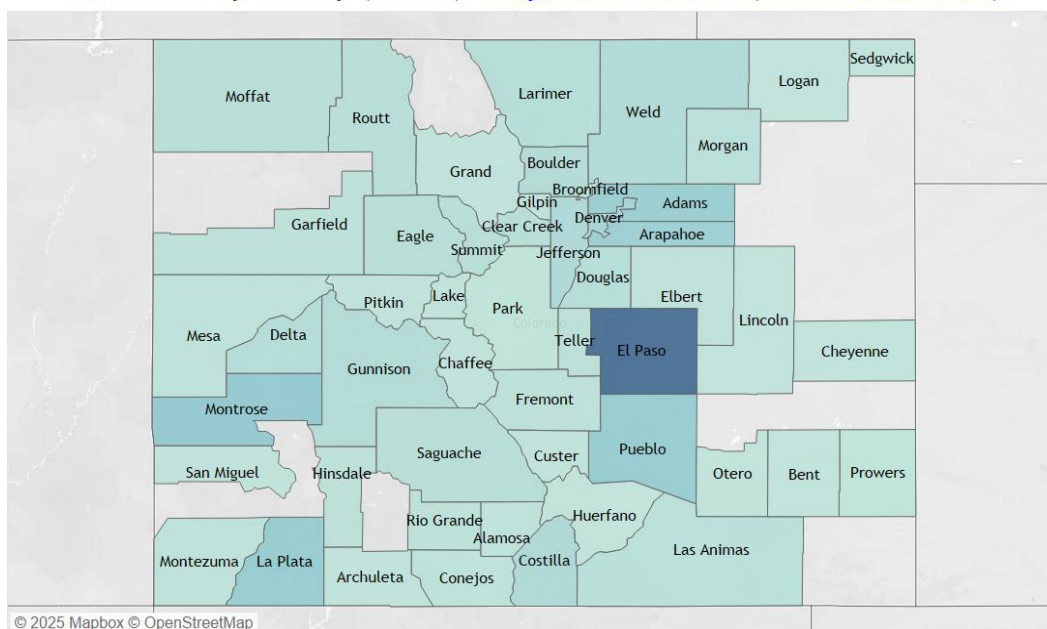 Sedgwick
Logan
Moffat
Larimer
Weld
Routt
Morgan
Boulder
Grand
Broomfield
Gilpin
Adams
Denver
Garfield
Clear Creek
Eagle
Arapahoe
Summit
Jefferson
Douglas
Lake
Elbert
Pitkin
Park
Mesa
Lincoln
Delta
Colorado
Teller
El Paso
Cheyenne
Chaffee
Gunnison
Montrose
Fremont
Pueblo
Saguache
Custer
San Miguel
Hinsdale
Otero
Bent
Prowers
Huerfano
Rio Grande
Alamosa
Las Animas
Montezuma
La Plata
Costilla
Archuleta
Conejos
© 2025 Mapbox © OpenStreetMap